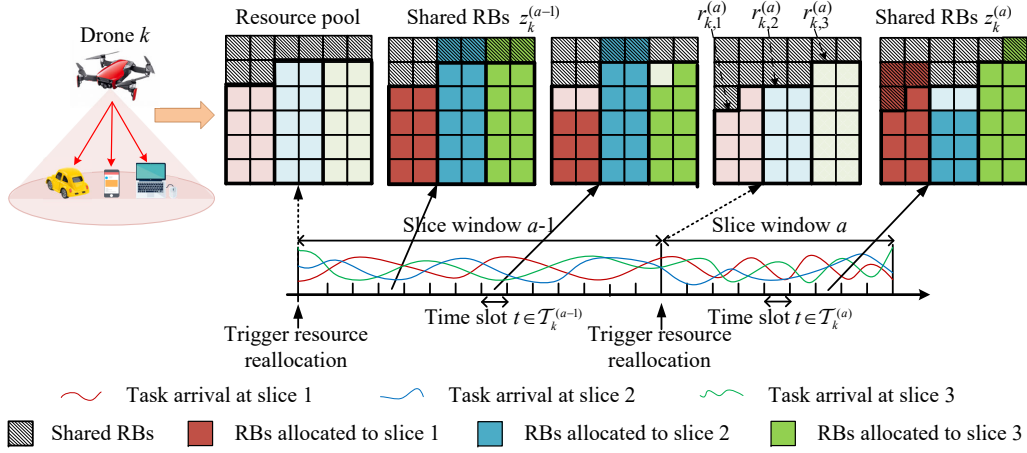 Drone k
Resource pool
Shared RBs z_k^{(a-1)}
r_{k,1}^{(a)}
r_{k,2}^{(a)}
r_{k,3}^{(a)}
Shared RBs z_k^{(a)}
Slice window a-1
Slice window a
Time slot t∈T_k^{(a-1)}
Time slot t∈T_k^{(a)}
Trigger resource
reallocation
Trigger resource
reallocation
Task arrival at slice 1
Task arrival at slice 2
Task arrival at slice 3
Shared RBs
RBs allocated to slice 1
RBs allocated to slice 2
RBs allocated to slice 3